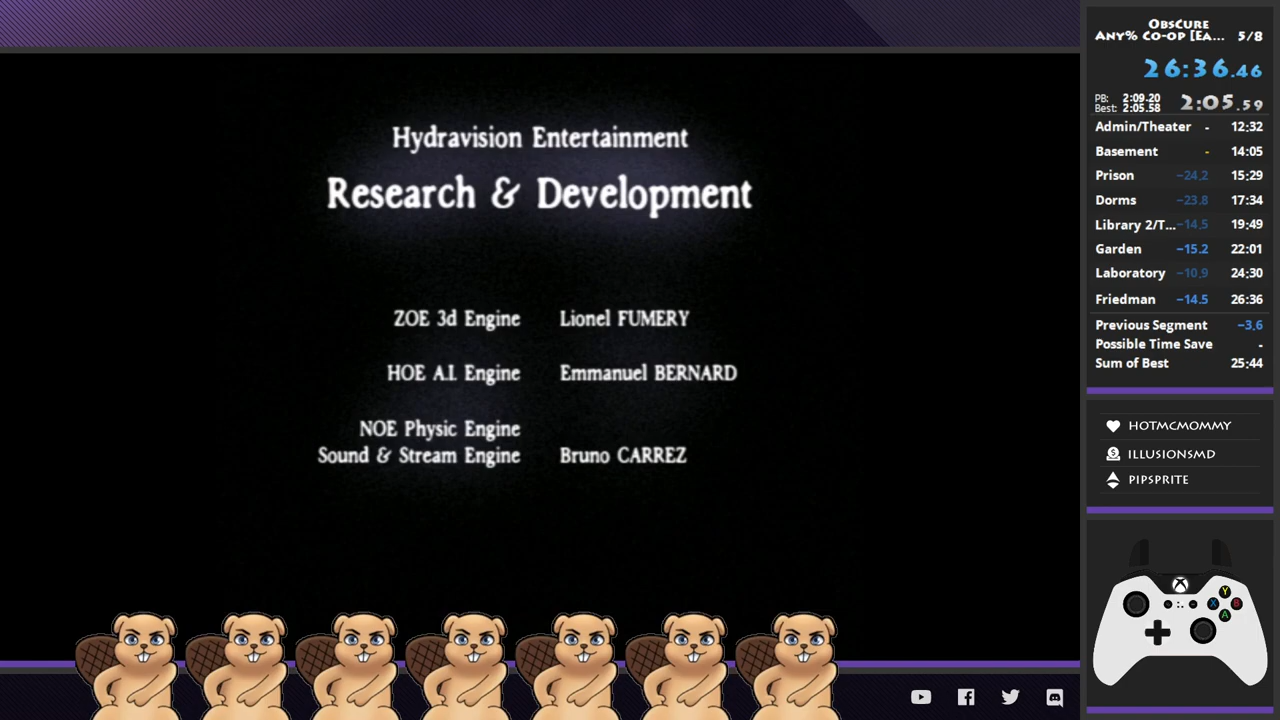 Hydravision Entertainment
Research & Development
ZOE 3d Engine Lionel FUMERY
HOE A.I. Engine Emmanuel BERNARD
NOE Physic Engine
Sound & Stream Engine Bruno CARREZ
ObsCure
Any% Co-op [Ea... 5/8
26:36.46
PB: 2:09.20
Best: 2:05.58
2:05.59
Admin/Theater - 12:32
Basement - 14:05
Prison −24.2 15:29
Dorms −23.8 17:34
Library 2/T... −14.5 19:49
Garden −15.2 22:01
Laboratory −10.9 24:30
Friedman −14.5 26:36
Previous Segment −3.6
Possible Time Save -
Sum of Best 25:44
HOTMCMOMMY
ILLUSIONSMD
PIPSPRITE
Y
X
B
A